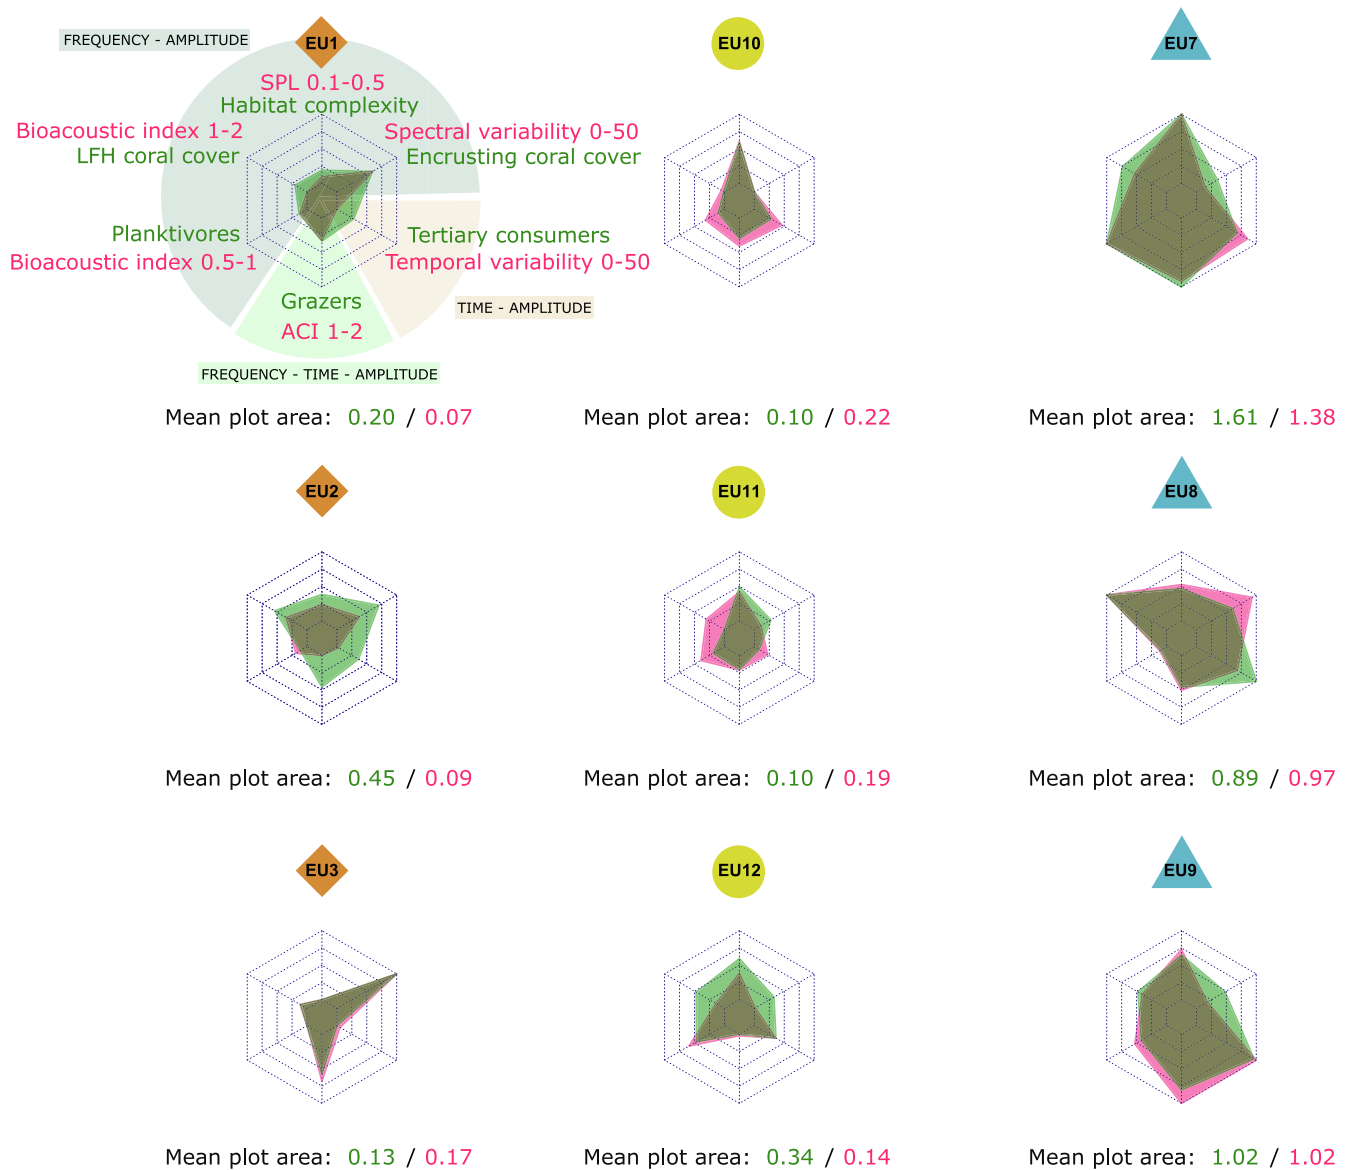 FREQUENCY - AMPLITUDE
EU1
EU10
EU7
SPL 0.1-0.5
Habitat complexity
Bioacoustic index 1-2
LFH coral cover
Spectral variability 0-50
Encrusting coral cover
Planktivores
Bioacoustic index 0.5-1
Tertiary consumers
Temporal variability 0-50
Grazers
ACI 1-2
TIME - AMPLITUDE
FREQUENCY - TIME - AMPLITUDE
Mean plot area: 0.20 / 0.07
Mean plot area: 0.10 / 0.22
Mean plot area: 1.61 / 1.38
EU2
EU11
EU8
Mean plot area: 0.45 / 0.09
Mean plot area: 0.10 / 0.19
Mean plot area: 0.89 / 0.97
EU3
EU12
EU9
Mean plot area: 0.13 / 0.17
Mean plot area: 0.34 / 0.14
Mean plot area: 1.02 / 1.02